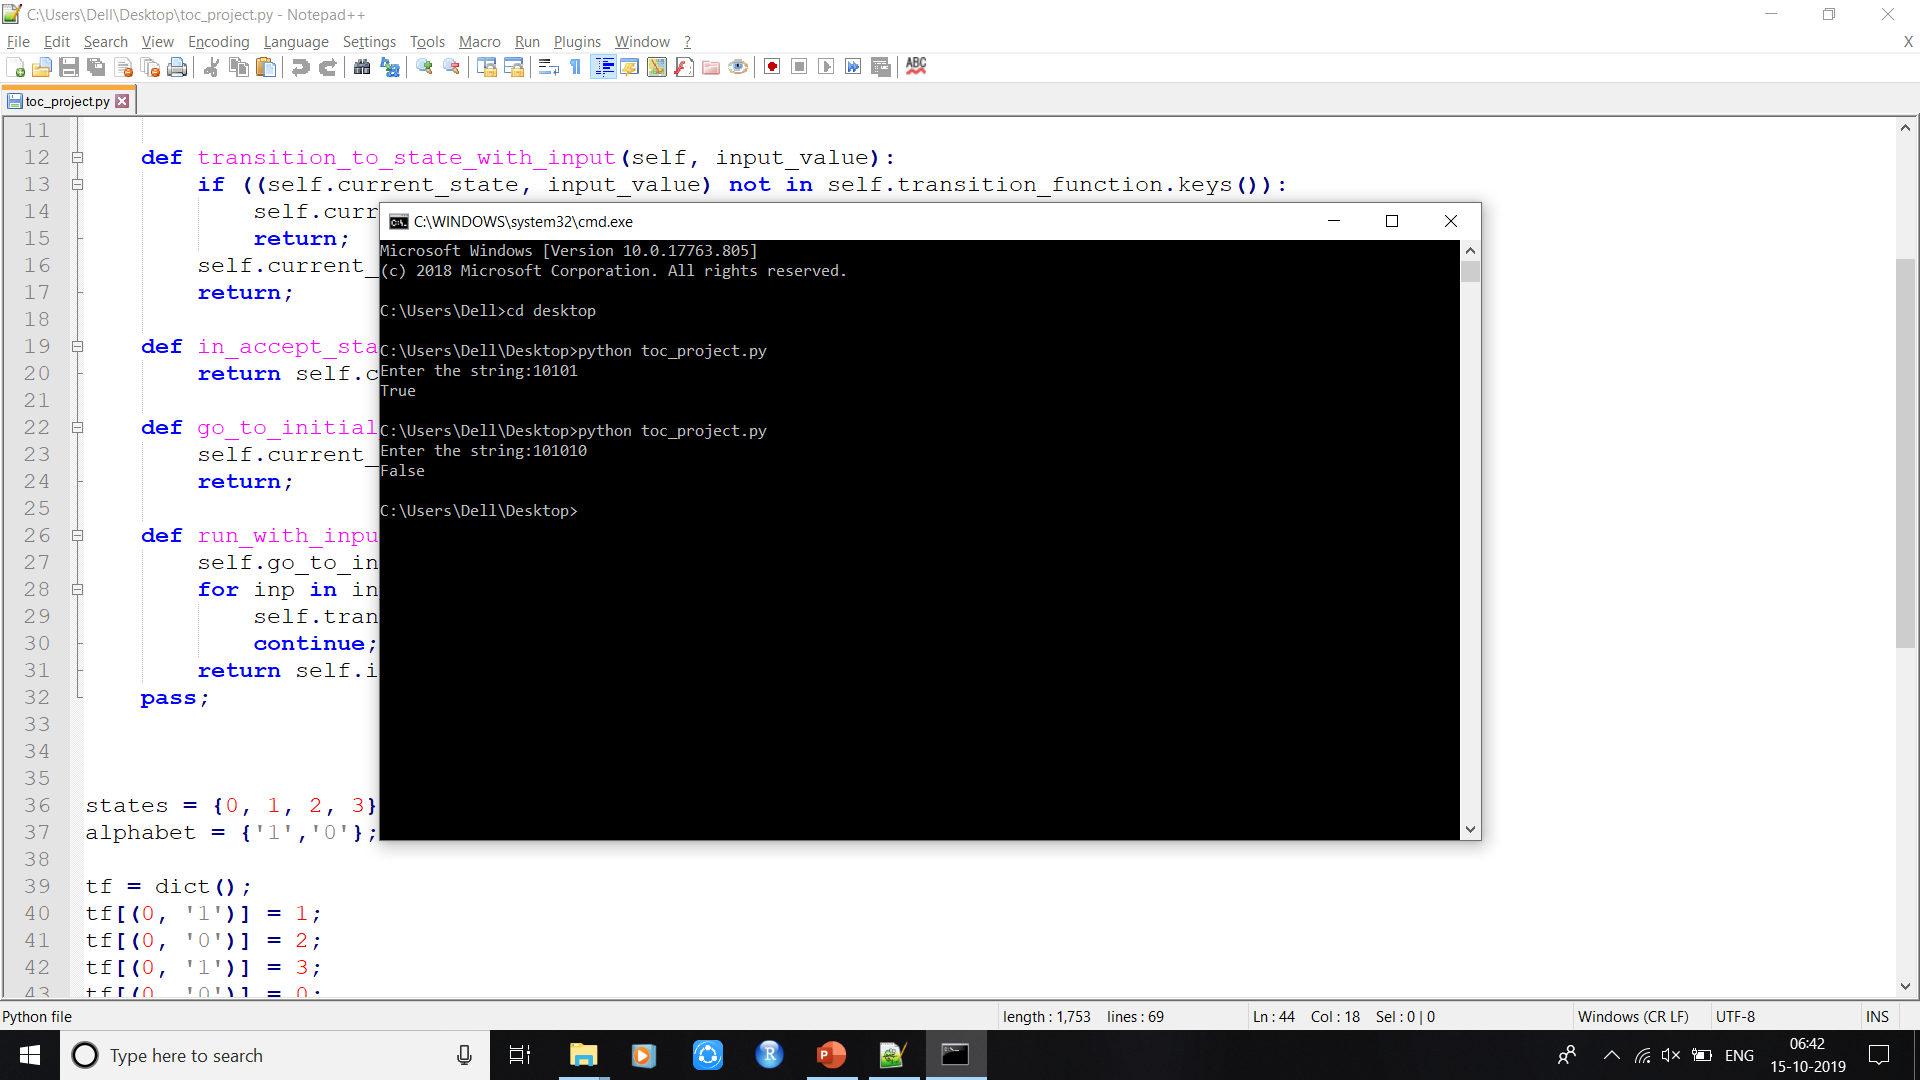 C:\Users\Dell\Desktop\toc_project.py - Notepad++
File Edit Search View Encoding Language Settings Tools Macro Run Plugins Window ? X
ABC
toc_project.py
11
12 def transition_to_state_with_input(self, input_value):
13 if ((self.current_state, input_value) not in self.transition_function.keys()):
14 self.curr
15 return;
16 self.current_
17 return;
18
19 def in_accept_sta
20 return self.c
21
22 def go_to_initial
23 self.current_
24 return;
25
26 def run_with_inpu
27 self.go_to_in
28 for inp in in
29 self.tran
30 continue;
31 return self.i
32 pass;
33
34
35
36 states = {0, 1, 2, 3}
37 alphabet = {'1','0'};
38
39 tf = dict();
40 tf[(0, '1')] = 1;
41 tf[(0, '0')] = 2;
42 tf[(0, '1')] = 3;
43 tf[(0, '0')] = 0;
C:\WINDOWS\system32\cmd.exe
Microsoft Windows [Version 10.0.17763.805]
(c) 2018 Microsoft Corporation. All rights reserved.
C:\Users\Dell>cd desktop
C:\Users\Dell\Desktop>python toc_project.py
Enter the string:10101
True
C:\Users\Dell\Desktop>python toc_project.py
Enter the string:101010
False
C:\Users\Dell\Desktop>
Python file length : 1,753 lines : 69 Ln : 44 Col : 18 Sel : 0 | 0 Windows (CR LF) UTF-8 INS
Type here to search
ENG
06:42
15-10-2019